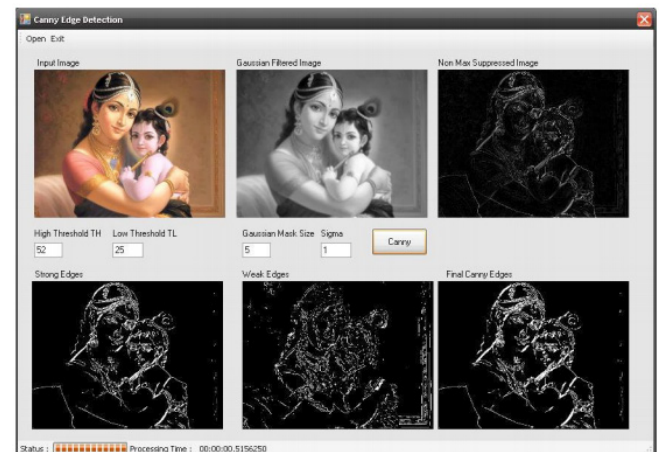 Canny Edge Detection
Open Exit
Input Image
Gaussian Filtered Image
Non Max Suppressed Image
High Threshold TH Low Threshold TL Gaussian Mask Size Sigma
52 25 5 1 Canny
Strong Edges
Weak Edges
Final Canny Edges
Status : Processing Time : 00:00:00.5156250